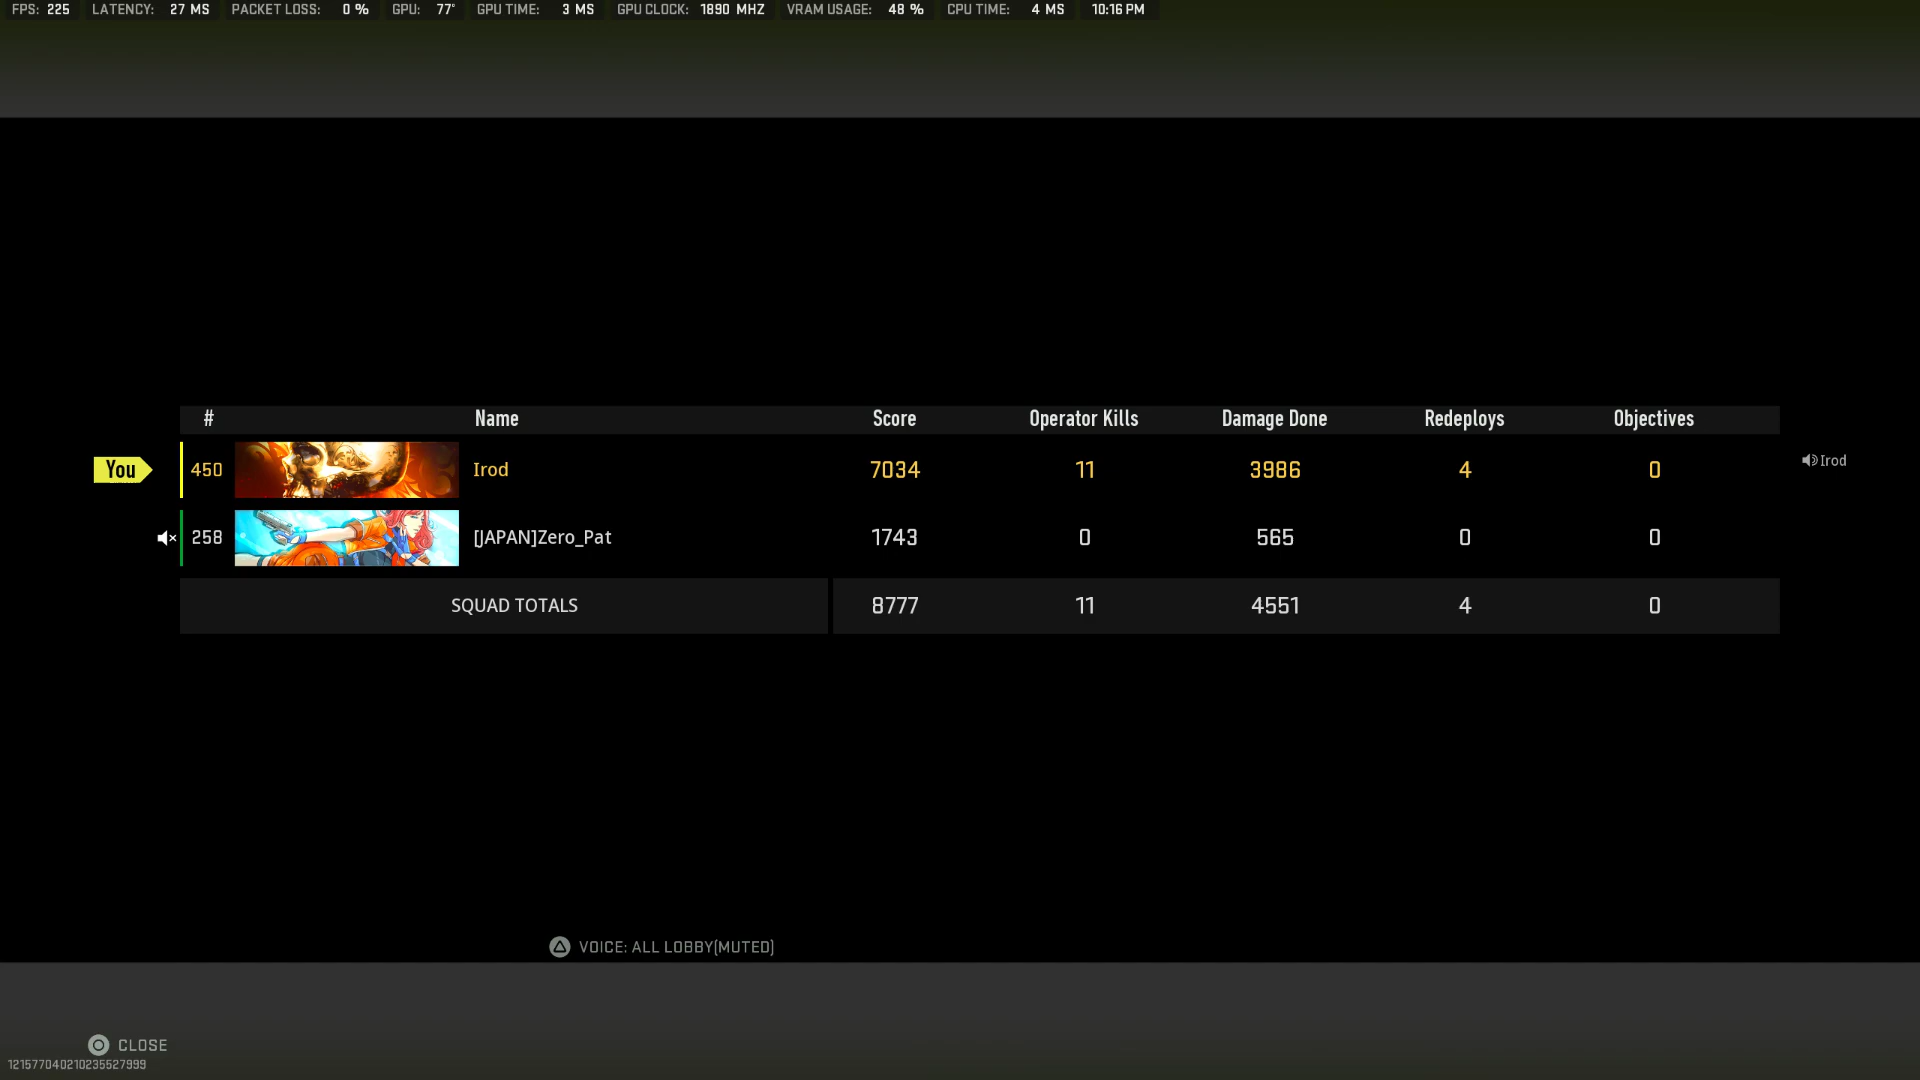 FPS: 225 LATENCY: 27 MS PACKET LOSS: 0 % GPU: 77° GPU TIME: 3 MS GPU CLOCK: 1890 MHZ VRAM USAGE: 48 % CPU TIME: 4 MS 10:16 PM
# Name Score Operator Kills Damage Done Redeploys Objectives
You 450 Irod 7034 11 3986 4 0 Irod
258 [JAPAN]Zero_Pat 1743 0 565 0 0
SQUAD TOTALS 8777 11 4551 4 0
VOICE: ALL LOBBY(MUTED)
CLOSE
121577040210235527999